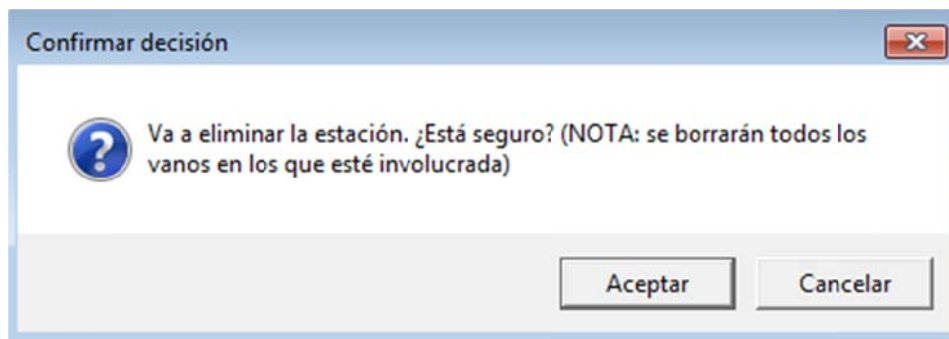 Confirmar decisión
Va a eliminar la estación. ¿Está seguro? (NOTA: se borrarán todos los
vanos en los que esté involucrada)
Aceptar
Cancelar